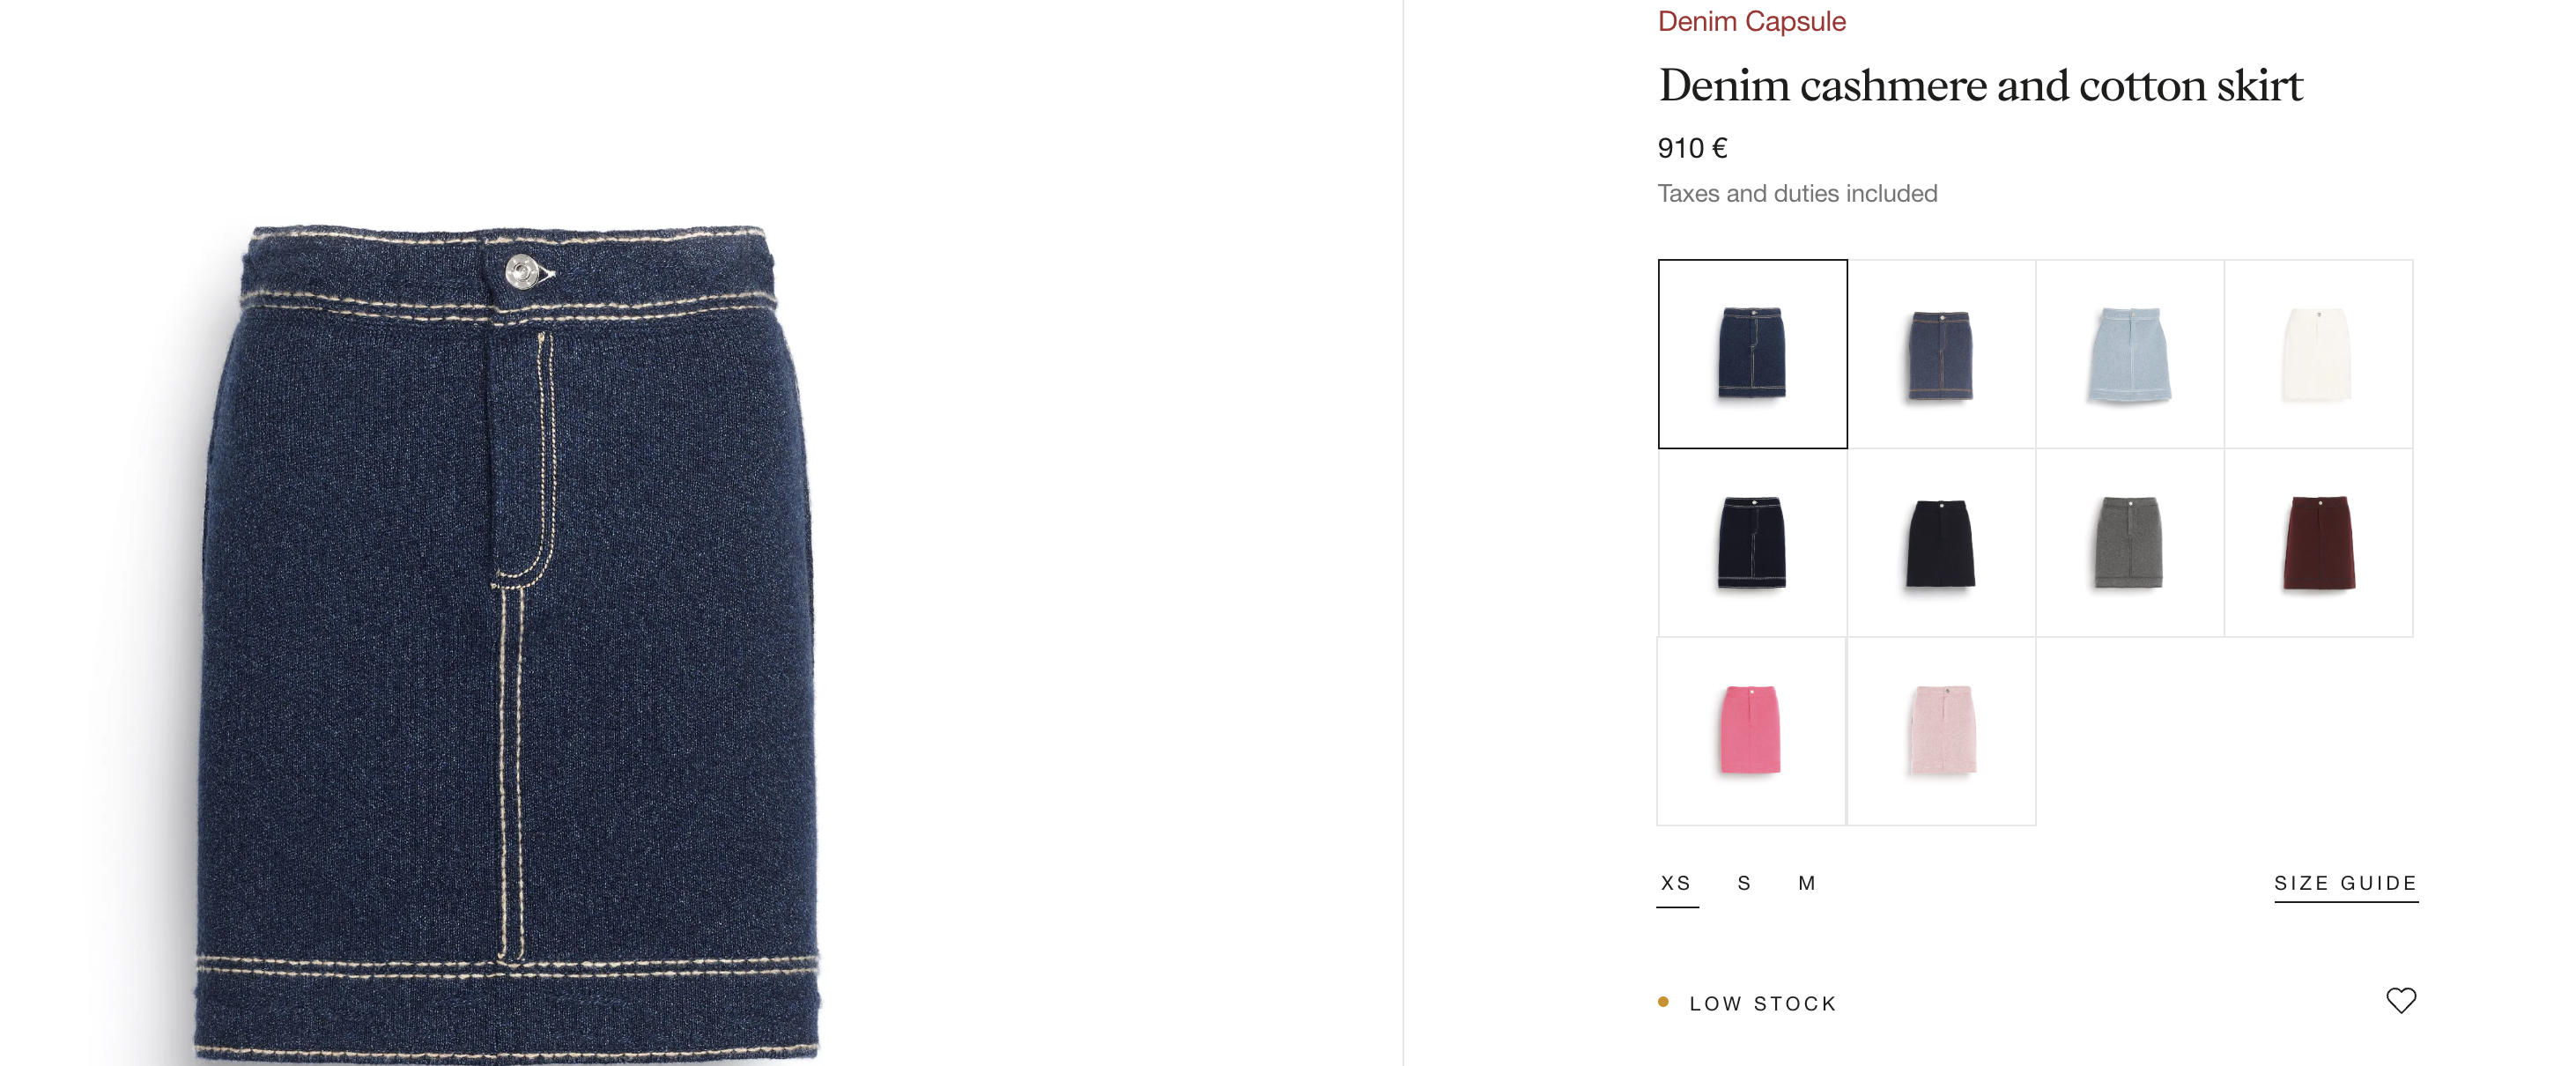 Denim Capsule
Denim cashmere and cotton skirt
910 €
Taxes and duties included
XS S M SIZE GUIDE
LOW STOCK